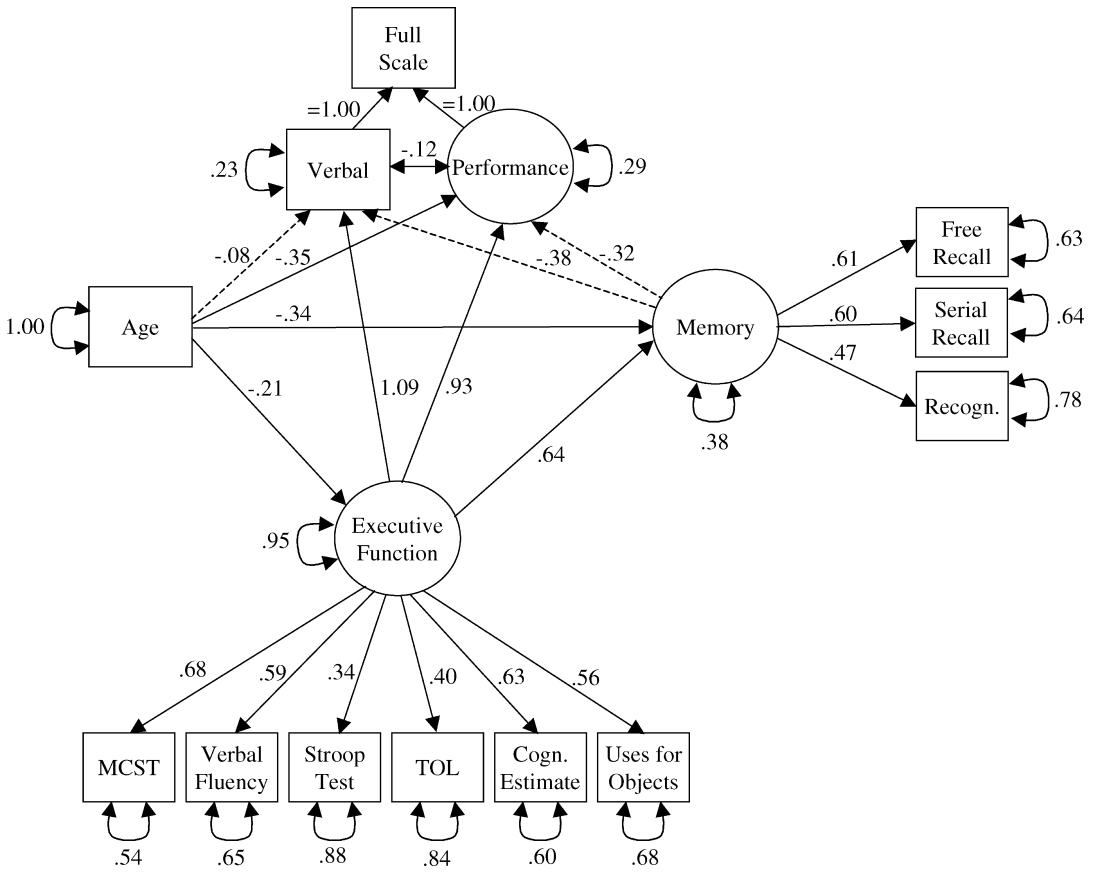 Full
Scale
=1.00
=1.00
.23
Verbal
-.12
Performance
.29
-.08
-.35
-.38
-.32
1.00
Age
-.34
Memory
.38
.61
.60
.47
Free
Recall
.63
Serial
Recall
.64
Recogn.
.78
-.21
1.09
.93
.64
.95
Executive
Function
.68
.59
.34
.40
.63
.56
MCST
Verbal
Fluency
Stroop
Test
TOL
Cogn.
Estimate
Uses for
Objects
.54
.65
.88
.84
.60
.68